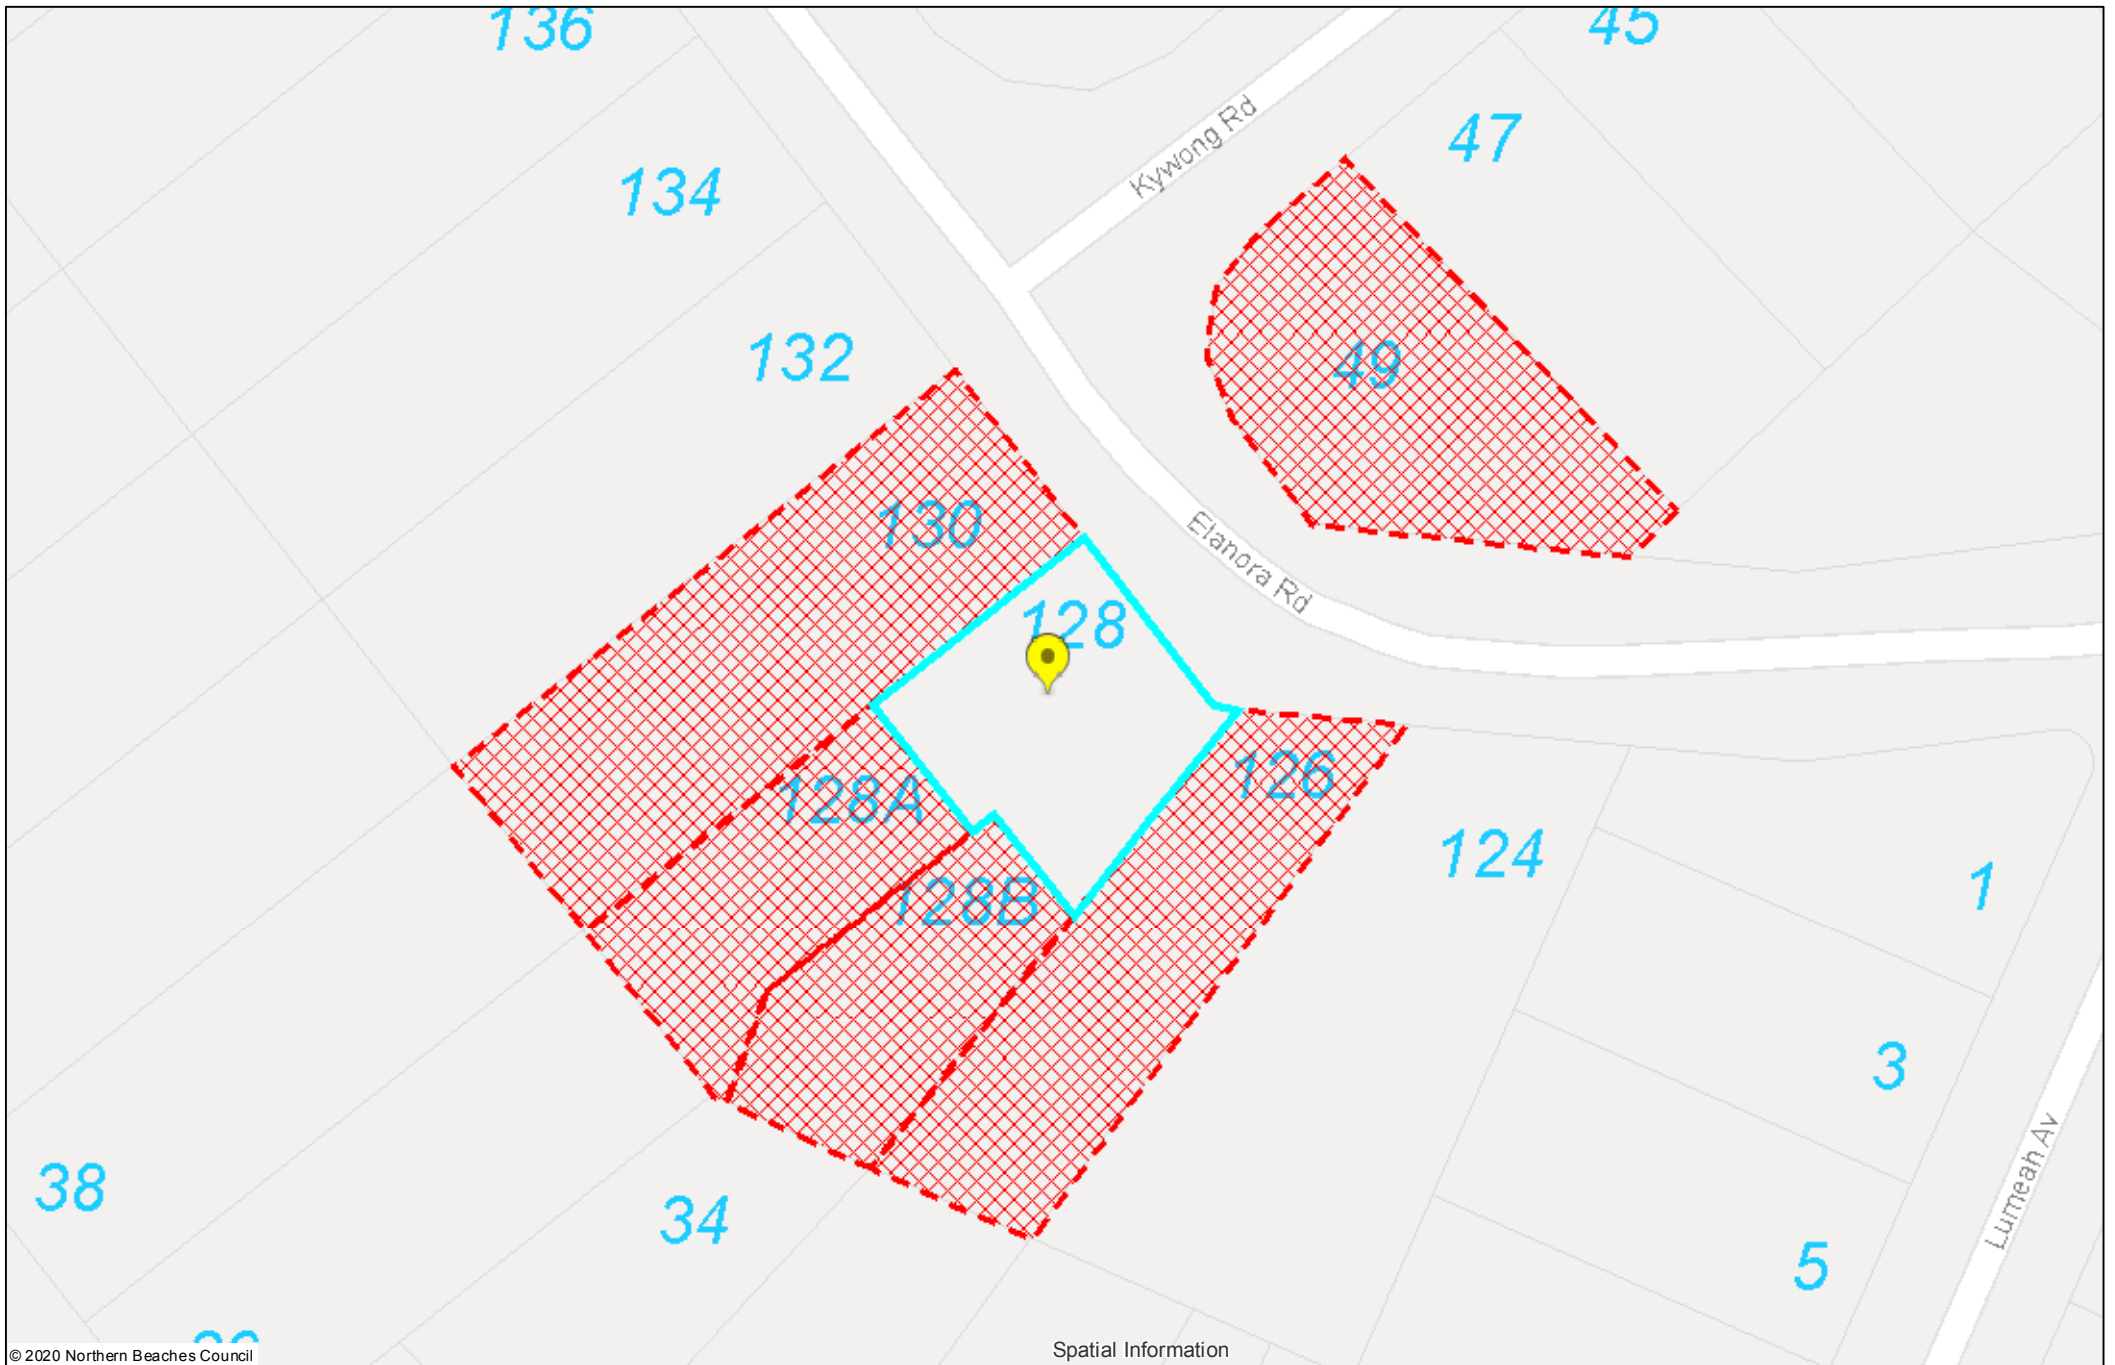 136
45
Kywong Rd
47
134
132
49
130
Elanora Rd
128
126
128A
124
128B
1
3
38
34
Lumeah Av
5
Spatial Information
© 2020 Northern Beaches Council